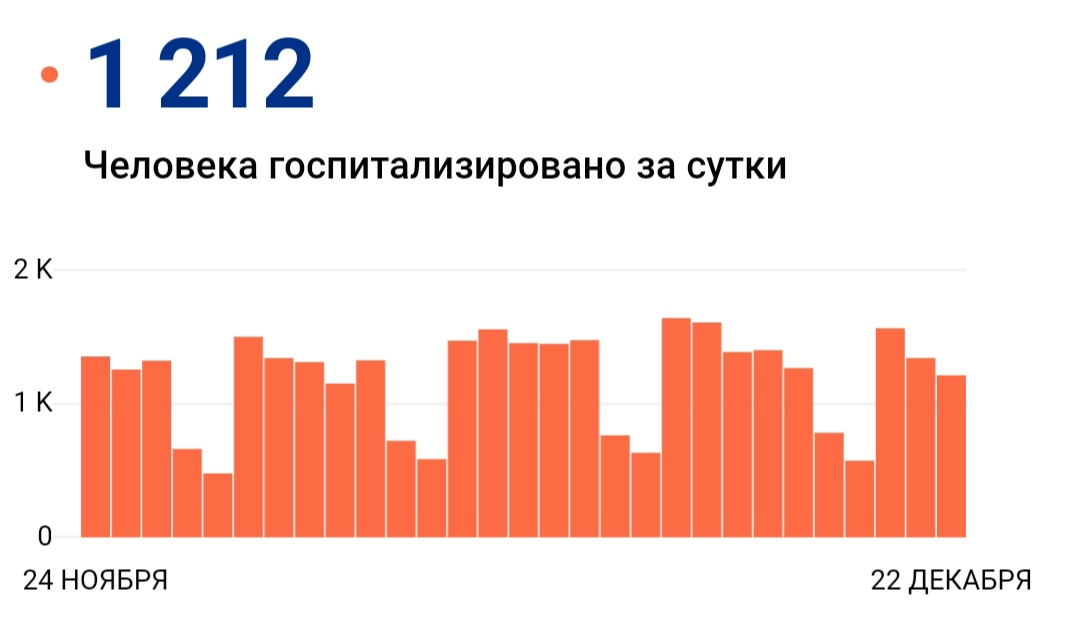 1 212
Человека госпитализировано за сутки
2 K
1 K
0
24 НОЯБРЯ
22 ДЕКАБРЯ